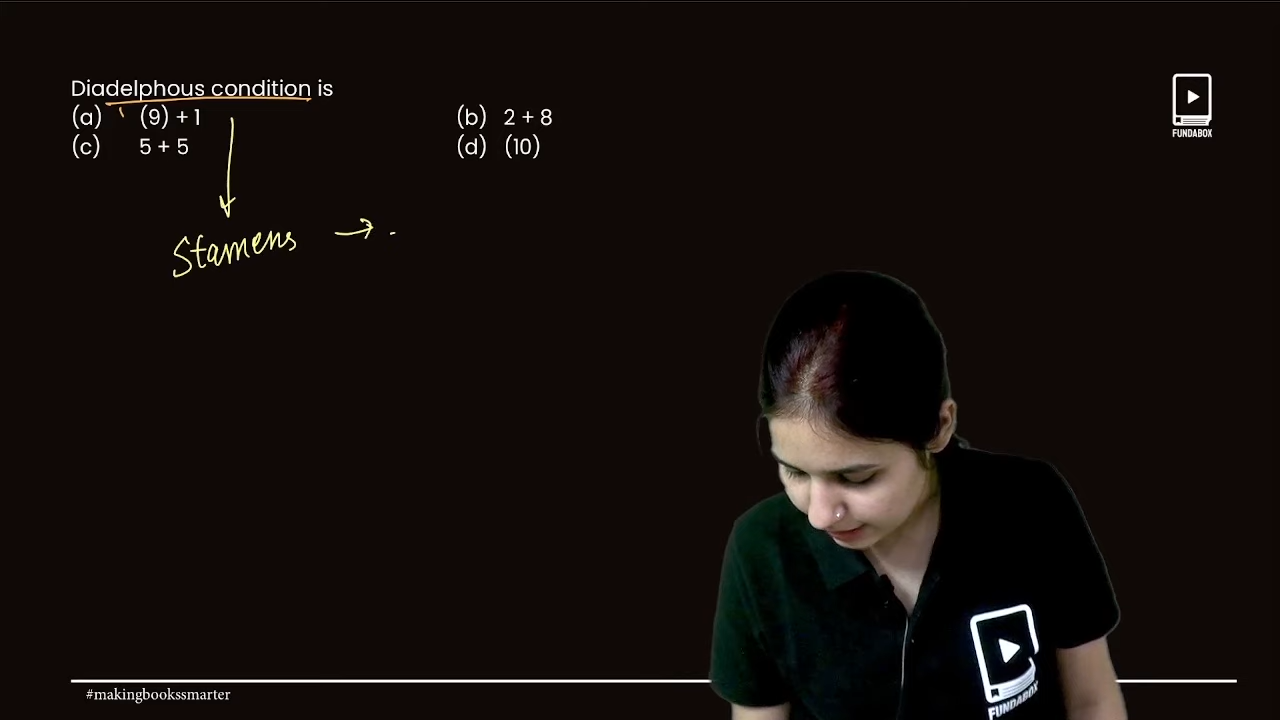 Diadelphous condition is
(a) (9) + 1 (b) 2 + 8
(c) 5 + 5 (d) (10)
Stamens →
FUNDABOX
FUNDABOX
#makingbookssmarter